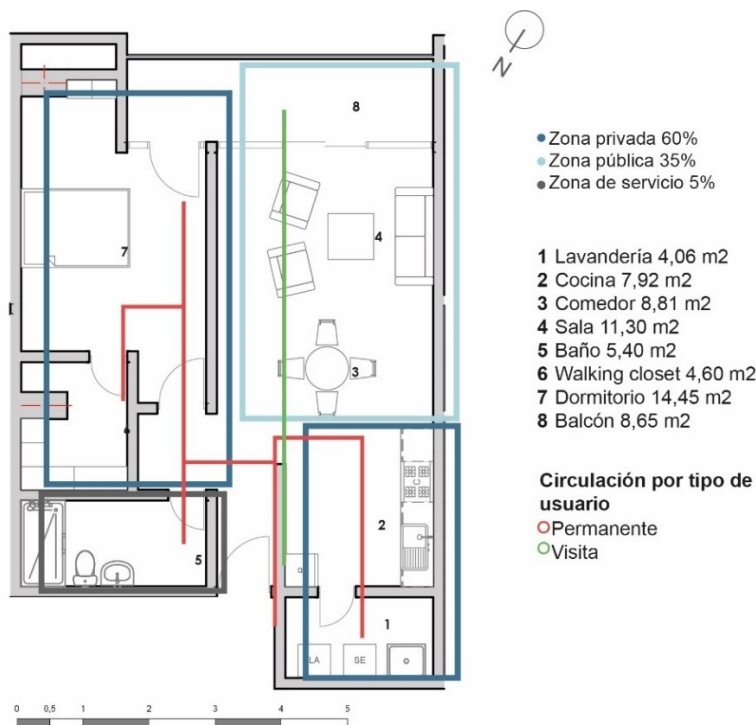 N
Zona privada 60%
Zona pública 35%
Zona de servicio 5%
1 Lavandería 4,06 m2
2 Cocina 7,92 m2
3 Comedor 8,81 m2
4 Sala 11,30 m2
5 Baño 5,40 m2
6 Walking closet 4,60 m2
7 Dormitorio 14,45 m2
8 Balcón 8,65 m2
Circulación por tipo de
usuario
Permanente
Visita
8
7
4
3
C
2
5
R
1
LA
SE
0 0,5 1 2 3 4 5